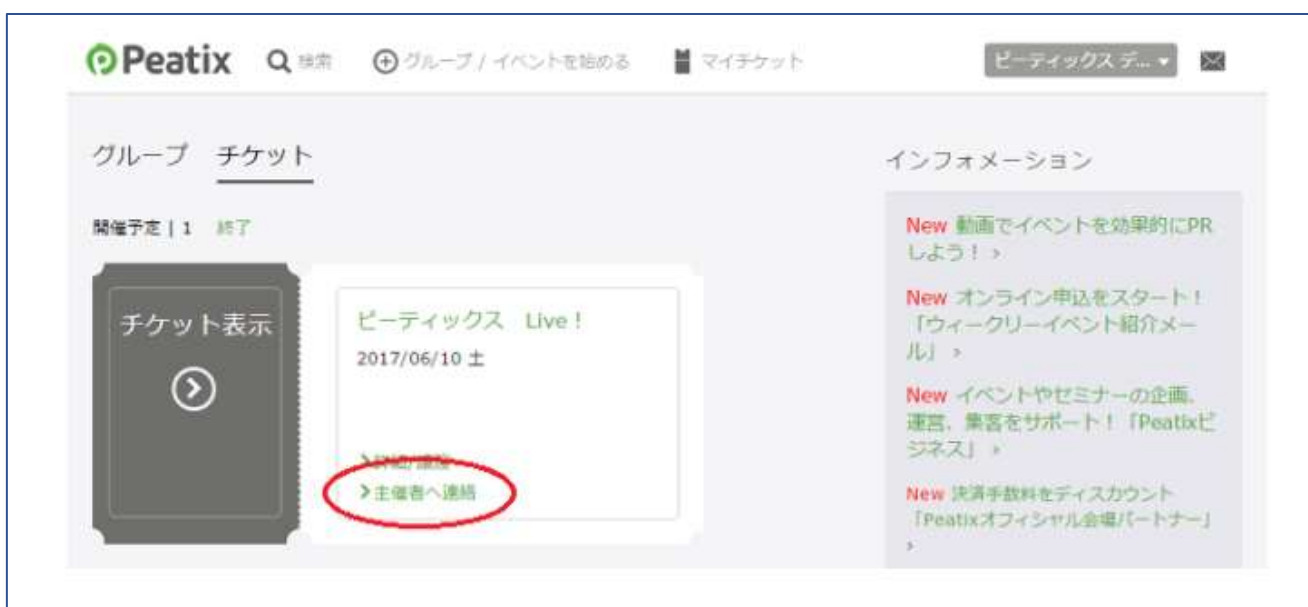 Peatix 検索 グループ / イベントを始める マイチケット ピーティックス デ...
グループ チケット
開催予定 | 1 終了
チケット表示
ピーティックス Live!
2017/06/10 土
主催者へ連絡
インフォメーション
New 動画でイベントを効果的にPR
しよう! ›
New オンライン申込をスタート!
「ウィークリーイベント紹介メー
ル」 ›
New イベントやセミナーの企画、
運営、集客をサポート!「Peatixビ
ジネス」 ›
New 決済手数料をディスカウント
「Peatixオフィシャル会場パートナー」
›